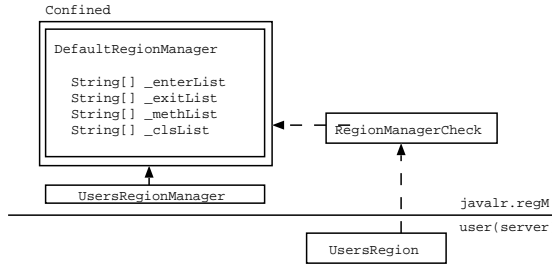 Confined
DefaultRegionManager
String[] _enterList
String[] _exitList
String[] _methList
String[] _clsList
RegionManagerCheck
UsersRegionManager
javalr.regM
user(server
UsersRegion